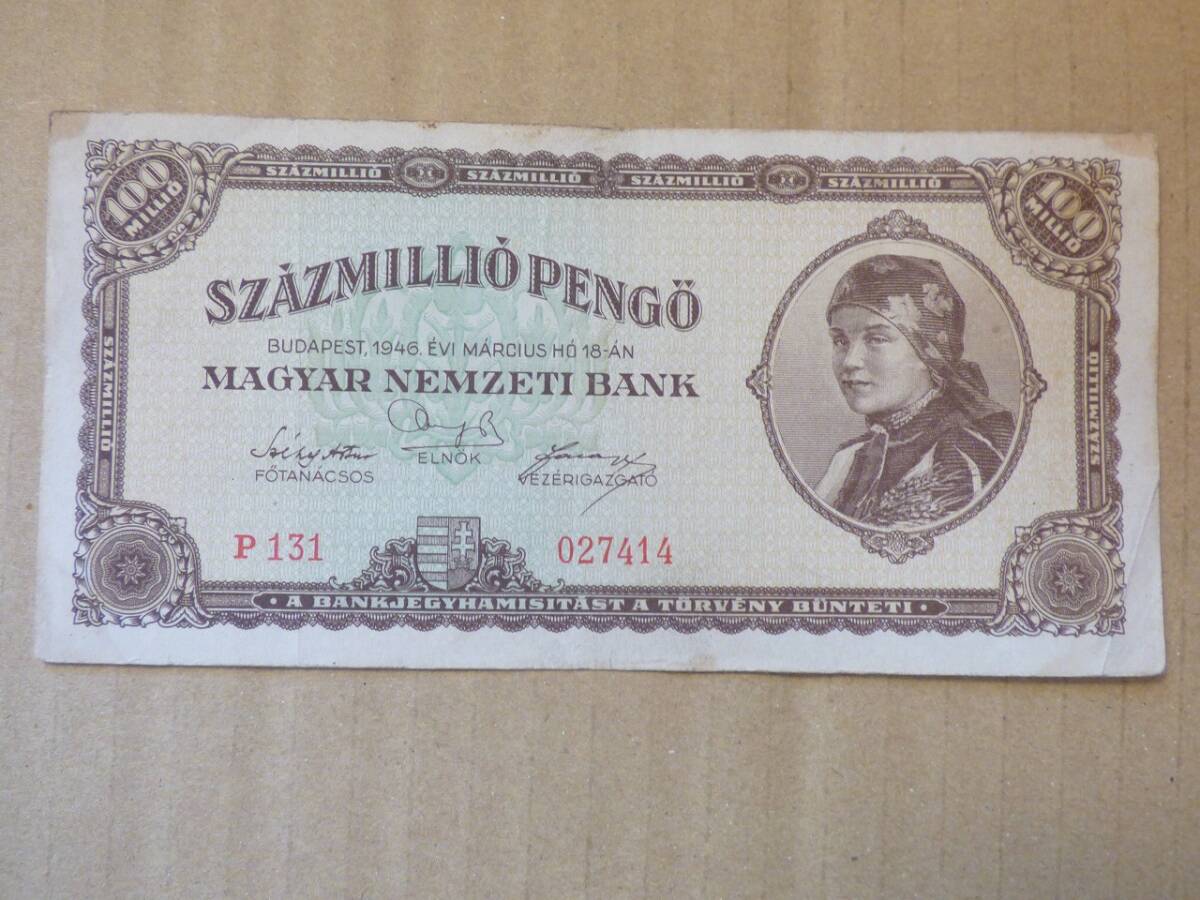 100 MILLIÓ
SZÁZMILLIÓ SZÁZMILLIÓ SZÁZMILLIÓ SZÁZMILLIÓ
100 MILLIÓ
SZÁZMILLIÓ PENGŐ
BUDAPEST, 1946. ÉVI MÁRCIUS HÓ 18-ÁN
MAGYAR NEMZETI BANK
FŐTANÁCSOS
ELNÖK
VEZÉRIGAZGATÓ
SZÁZMILLIÓ
SZÁZMILLIÓ
P 131
027414
A BANKJEGYHAMISITÁST A TÖRVÉNY BÜNTETI